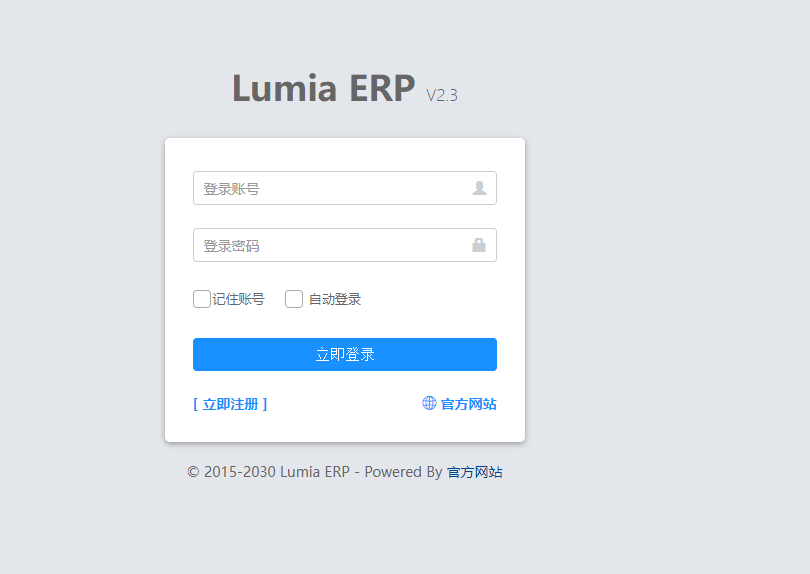 Lumia ERP V2.3
登录账号
登录密码
记住账号 自动登录
立即登录
[ 立即注册 ] 官方网站
© 2015-2030 Lumia ERP - Powered By 官方网站